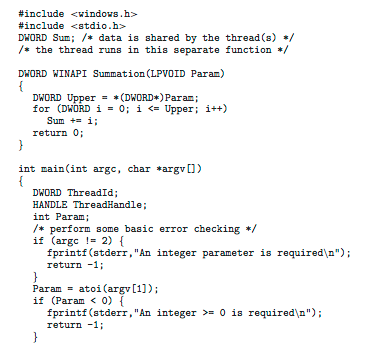 #include <windows.h>
#include <stdio.h>
DWORD Sum; /* data is shared by the thread(s) */
/* the thread runs in this separate function */
DWORD WINAPI Summation(LPVOID Param)
{
DWORD Upper = *(DWORD*)Param;
for (DWORD i = 0; i <= Upper; i++)
Sum += i;
return 0;
}
int main(int argc, char *argv[])
{
DWORD ThreadId;
HANDLE ThreadHandle;
int Param;
/* perform some basic error checking */
if (argc != 2) {
fprintf(stderr,"An integer parameter is required\n");
return -1;
}
Param = atoi(argv[1]);
if (Param < 0) {
fprintf(stderr,"An integer >= 0 is required\n");
return -1;
}